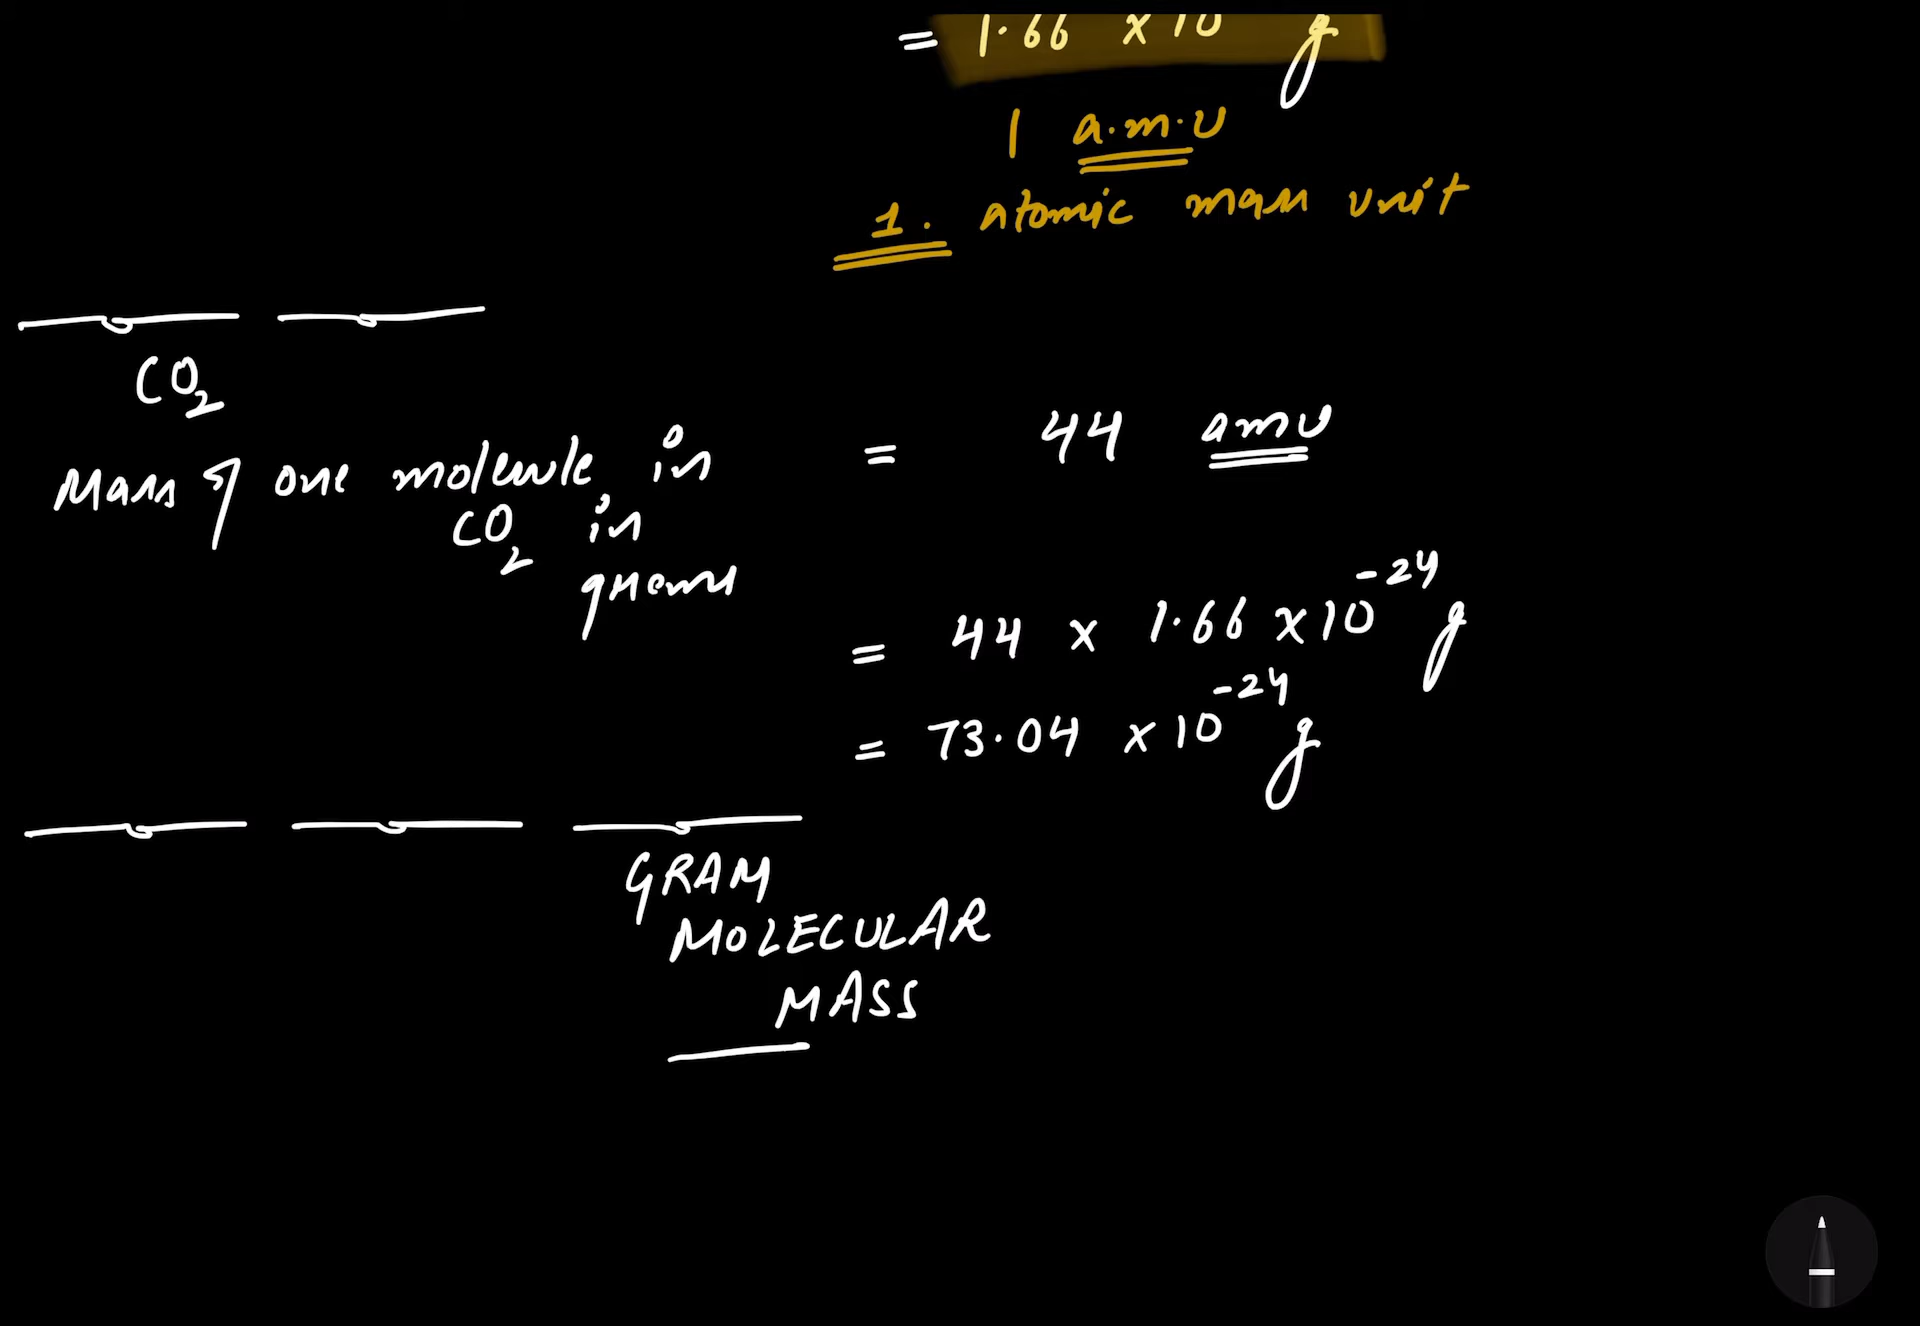 = 1.66 × 10 g
1 a.m.u
1. atomic mass unit
CO₂
Mass of one molecule in = 44 amu
CO₂ in
grams
= 44 × 1.66 × 10⁻²⁴ g
= 73.04 × 10⁻²⁴ g
GRAM
MOLECULAR
MASS